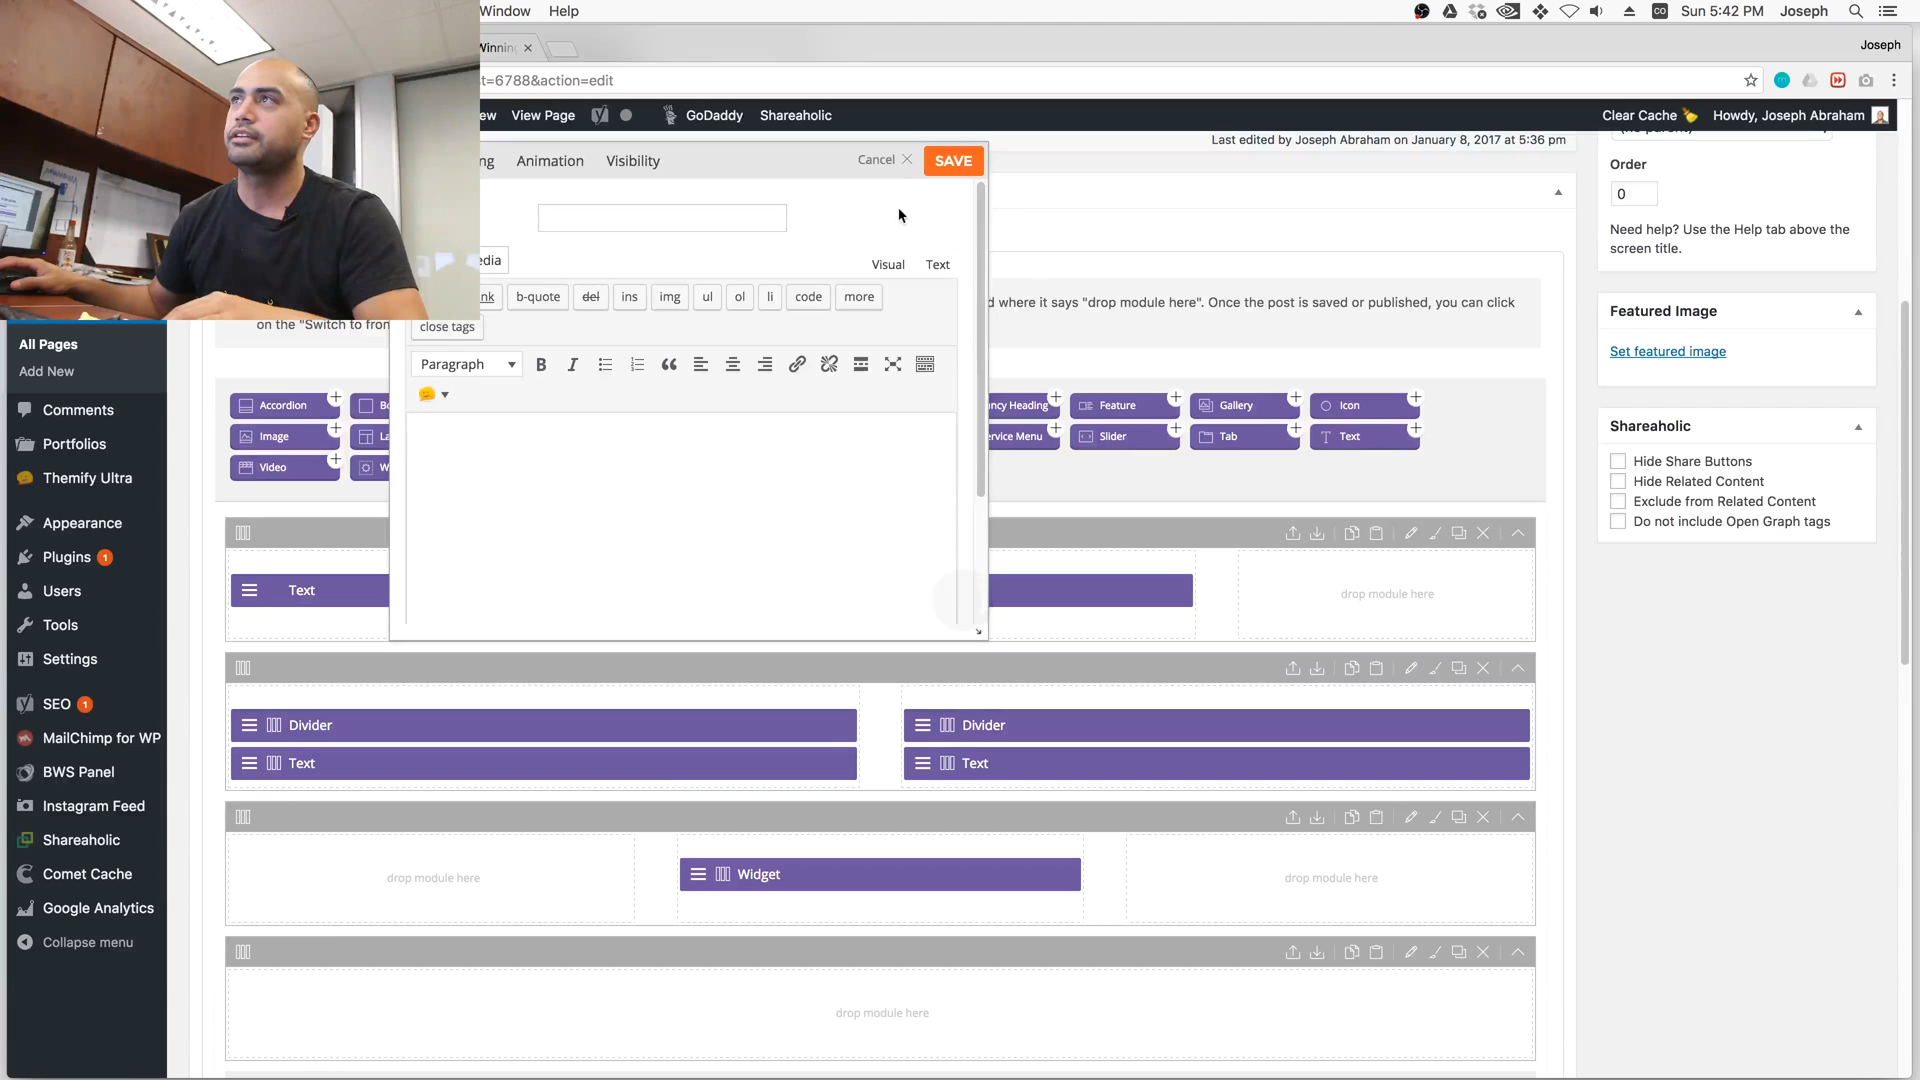 Window Help
Sun 5:42 PM Joseph
Winnin
Joseph
t=6788&action=edit
ew View Page GoDaddy Shareaholic
Clear Cache Howdy, Joseph Abraham
Last edited by Joseph Abraham on January 8, 2017 at 5:36 pm
ng Animation Visibility
Cancel SAVE
Order
0
Need help? Use the Help tab above the
screen title.
edia
Visual Text
nk b-quote del ins img ul ol li code more
close tags
d where it says "drop module here". Once the post is saved or published, you can click
on the "Switch to fron
Paragraph
Featured Image
Set featured image
All Pages
Add New
Comments
Portfolios
Themify Ultra
Appearance
Plugins 1
Users
Tools
Settings
SEO 1
MailChimp for WP
BWS Panel
Instagram Feed
Shareaholic
Comet Cache
Google Analytics
Collapse menu
Accordion Bo ncy Heading Feature Gallery Icon
Image La ervice Menu Slider Tab Text
Video W
Shareaholic
Hide Share Buttons
Hide Related Content
Exclude from Related Content
Do not include Open Graph tags
Text
drop module here
Divider Divider
Text Text
drop module here Widget drop module here
drop module here